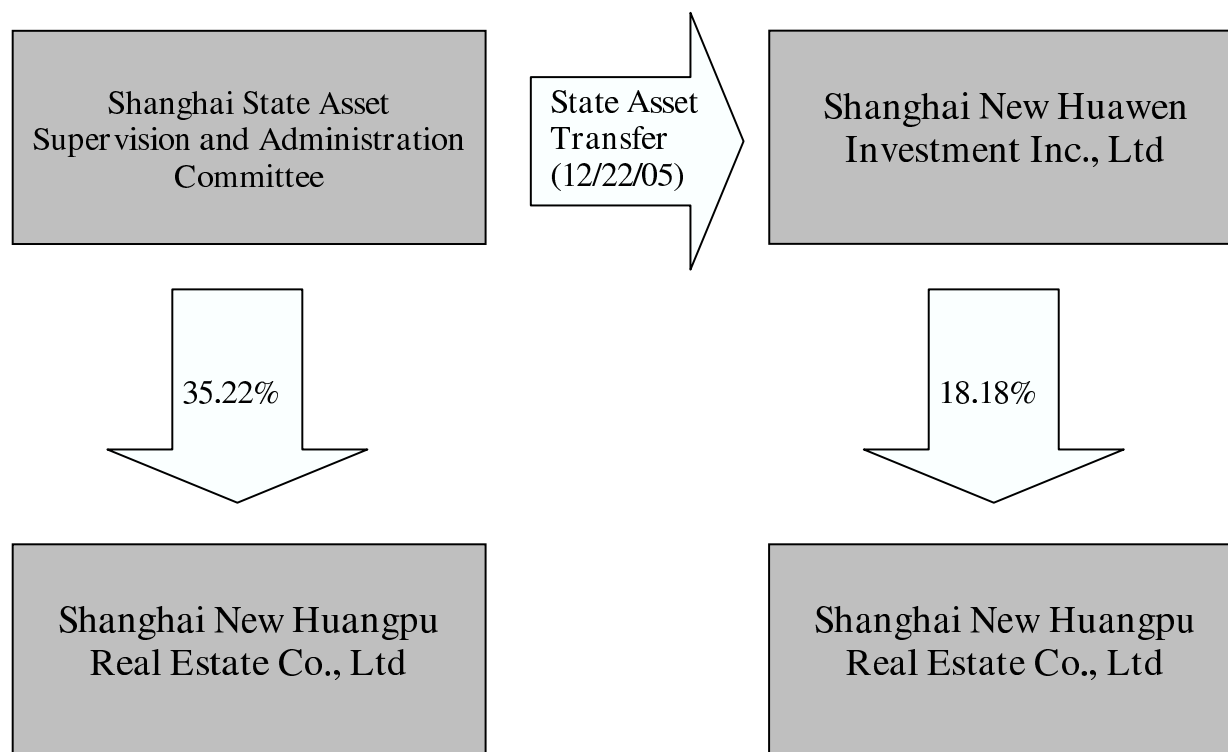 Shanghai State Asset
Supervision and Administration
Committee
State Asset
Transfer
(12/22/05)
Shanghai New Huawen
Investment Inc., Ltd
35.22%
18.18%
Shanghai New Huangpu
Real Estate Co., Ltd
Shanghai New Huangpu
Real Estate Co., Ltd